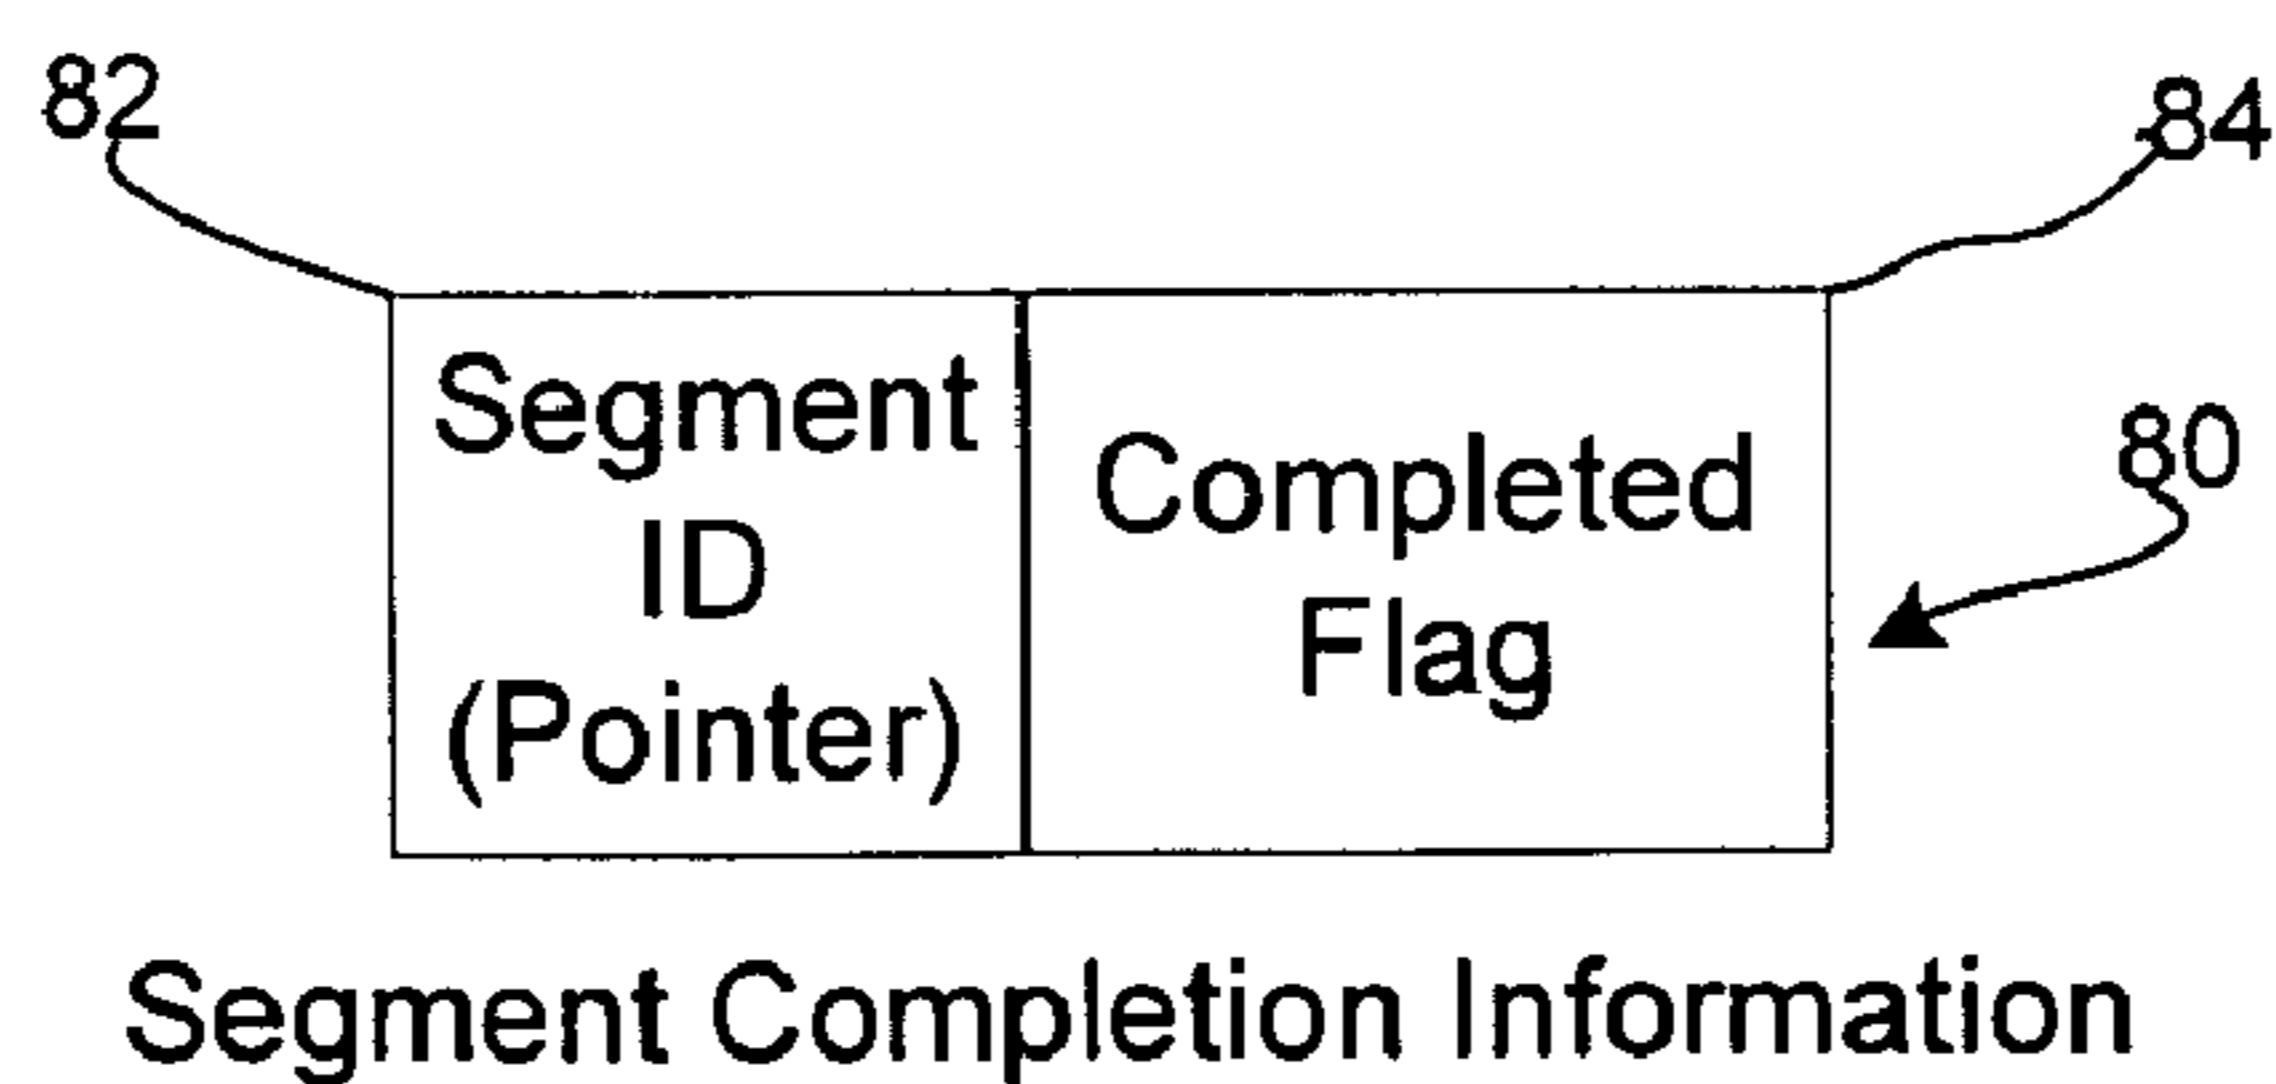 82
84
Segment
ID
(Pointer)
Completed
Flag
80
Segment Completion Information